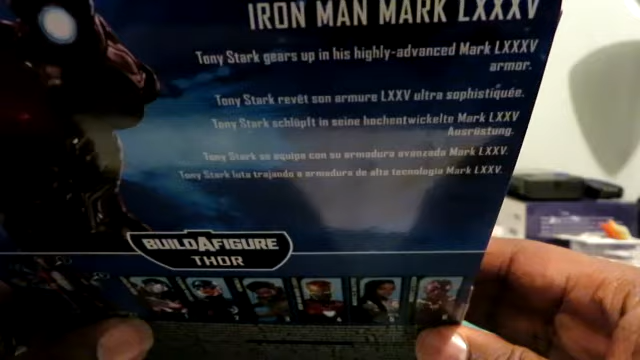 IRON MAN MARK LXXXV
Tony Stark gears up in his highly-advanced Mark LXXXV
armor.
Tony Stark revêt son armure LXXV ultra sophistiquée.
Tony Stark schlüpft in seine hochentwickelte Mark LXXV
Ausrüstung.
Tony Stark se equipa con su armadura avanzada Mark LXXV.
Tony Stark luta trajando a armadura de alta tecnologia Mark LXXV.
BUILDAFIGURE
THOR